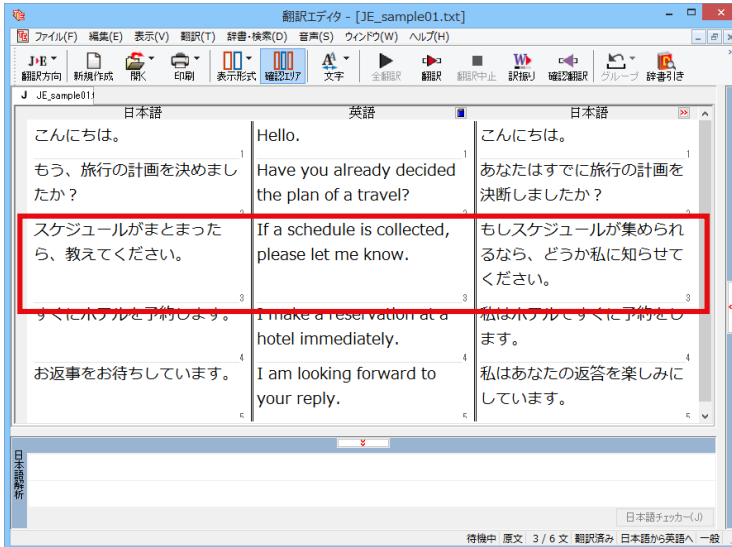 翻訳エディタ - [JE_sample01.txt]
ファイル(F) 編集(E) 表示(V) 翻訳(T) 辞書・検索(D) 音声(S) ウィンドウ(W) ヘルプ(H)
J▸E
翻訳方向 新規作成 開く 印刷 表示形式 確認エリア 文字 全翻訳 翻訳 翻訳中止 訳振り 確認翻訳 グループ 辞書引き
J JE_sample01.t
日本語 英語 日本語
こんにちは。
1
Hello.
1
こんにちは。
1
もう、旅行の計画を決めまし
たか？
2
Have you already decided
the plan of a travel?
2
あなたはすでに旅行の計画を
決断しましたか？
2
スケジュールがまとまった
ら、教えてください。
3
If a schedule is collected,
please let me know.
3
もしスケジュールが集められ
るなら、どうか私に知らせて
ください。
3
すぐにホテルを予約します。
4
I make a reservation at a
hotel immediately.
4
私はホテルですぐに予約をし
ます。
4
お返事をお待ちしています。
5
I am looking forward to
your reply.
5
私はあなたの返答を楽しみに
しています。
5
日本語解析
日本語チェッカー(J)
待機中 原文 3 / 6 文 翻訳済み 日本語から英語へ 一般